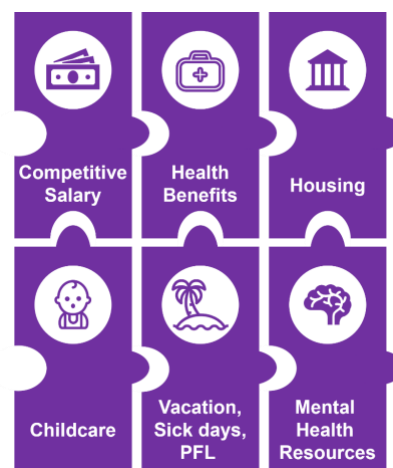 Competitive
Salary
Health
Benefits
Housing
Childcare
Vacation,
Sick days,
PFL
Mental
Health
Resources